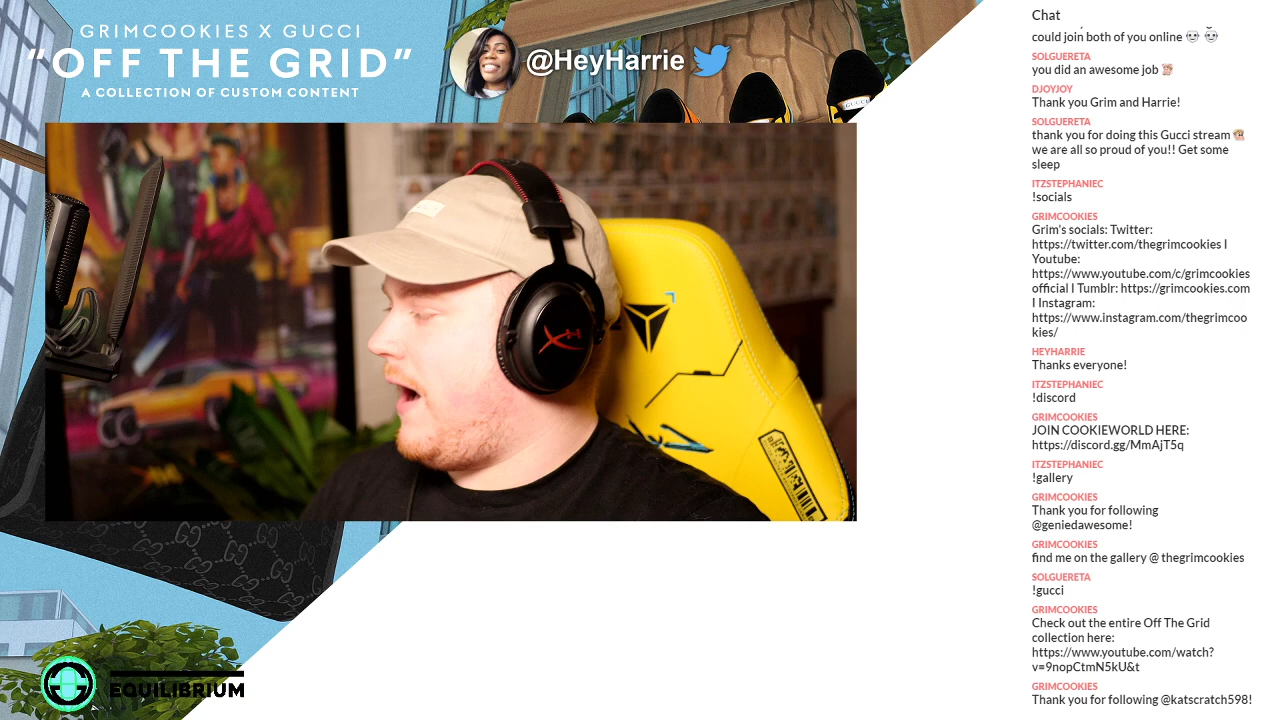 GRIMCOOKIES X GUCCI
“OFF THE GRID”
A COLLECTION OF CUSTOM CONTENT
@HeyHarrie
GUCCI
EQUILIBRIUM
Chat
could join both of you online
SOLGUERETA
you did an awesome job
DJOYJOY
Thank you Grim and Harrie!
SOLGUERETA
thank you for doing this Gucci stream
we are all so proud of you!! Get some
sleep
ITZSTEPHANIEC
!socials
GRIMCOOKIES
Grim's socials: Twitter:
https://twitter.com/thegrimcookies I
Youtube:
https://www.youtube.com/c/grimcookies
official I Tumblr: https://grimcookies.com
I Instagram:
https://www.instagram.com/thegrimcoo
kies/
HEYHARRIE
Thanks everyone!
ITZSTEPHANIEC
!discord
GRIMCOOKIES
JOIN COOKIEWORLD HERE:
https://discord.gg/MmAjT5q
ITZSTEPHANIEC
!gallery
GRIMCOOKIES
Thank you for following
@geniedawesome!
GRIMCOOKIES
find me on the gallery @ thegrimcookies
SOLGUERETA
!gucci
GRIMCOOKIES
Check out the entire Off The Grid
collection here:
https://www.youtube.com/watch?
v=9nopCtmN5kU&t
GRIMCOOKIES
Thank you for following @katscratch598!